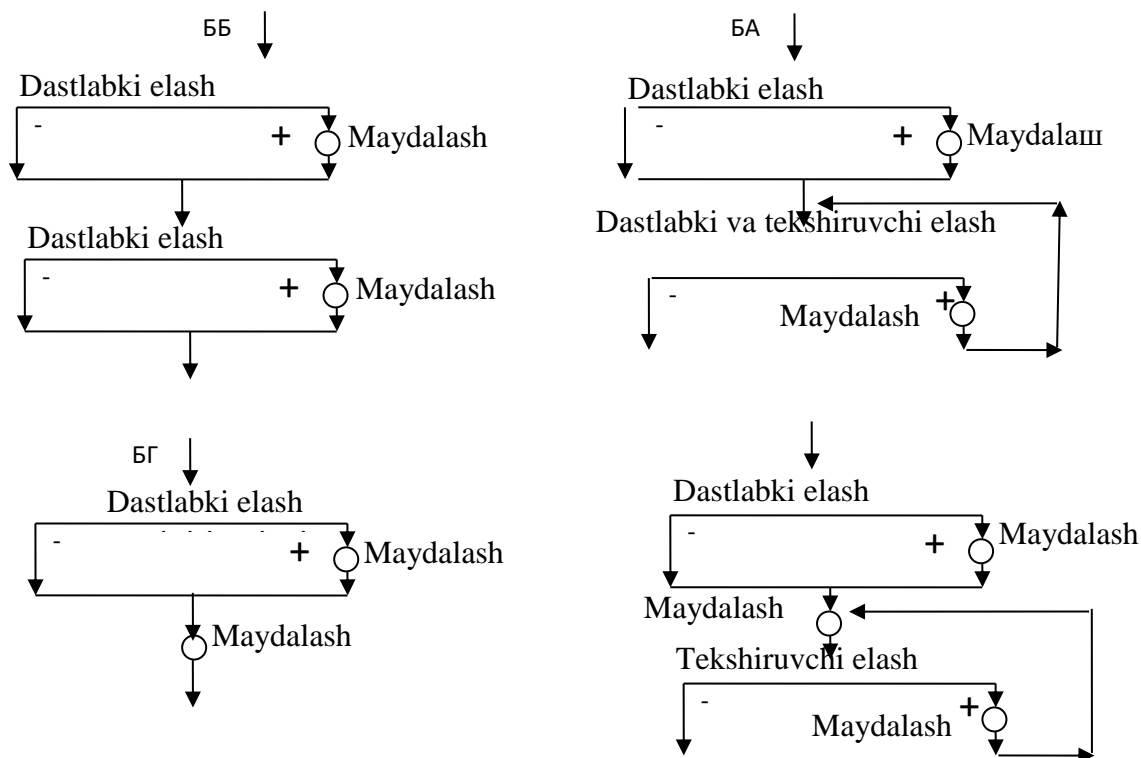 ББ
Dastlabki elash
- + Maydalash
Dastlabki elash
- + Maydalash
БА
Dastlabki elash
- + Maydalaш
Dastlabki va tekshiruvchi elash
- +
Maydalash
БГ
Dastlabki elash
- + Maydalash
Maydalash
Dastlabki elash
- + Maydalash
Maydalash
Tekshiruvchi elash
- +
Maydalash